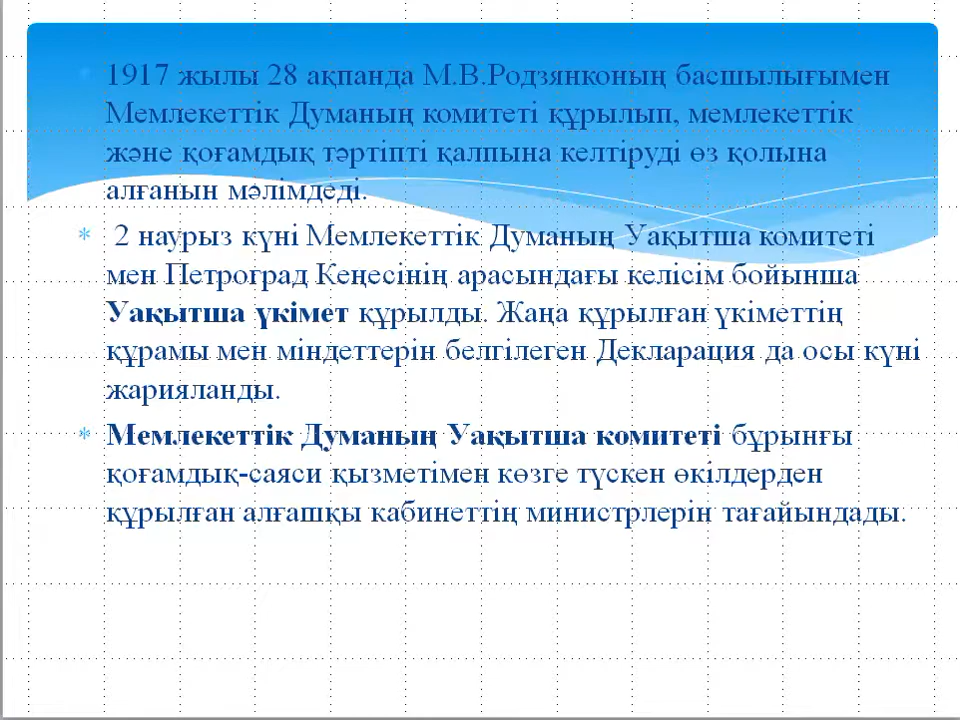 1917 жылы 28 ақпанда М.В.Родзянконың басшылығымен
Мемлекеттік Думаның комитеті құрылып, мемлекеттік
және қоғамдық тәртіпті қалпына келтіруді өз қолына
алғанын мәлімдеді.
2 наурыз күні Мемлекеттік Думаның Уақытша комитеті
мен Петроград Кеңесінің арасындағы келісім бойынша
Уақытша үкімет құрылды. Жаңа құрылған үкіметтің
құрамы мен міндеттерін белгілеген Декларация да осы күні
жарияланды.
Мемлекеттік Думаның Уақытша комитеті бұрынғы
қоғамдық-саяси қызметімен көзге түскен өкілдерден
құрылған алғашқы кабинеттің министрлерін тағайындады.